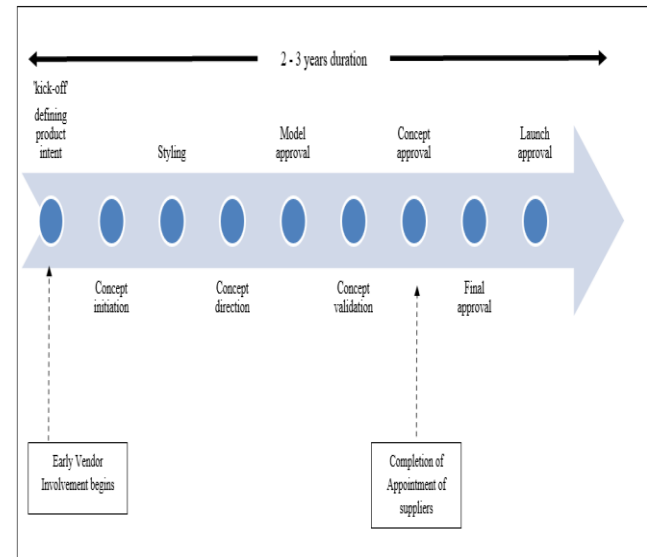 2 - 3 years duration
'kick-off'
defining
product
intent
Styling
Model
approval
Concept
approval
Launch
approval
Concept
initiation
Concept
direction
Concept
validation
Final
approval
Early Vendor
Involvement begins
Completion of
Appointment of
suppliers